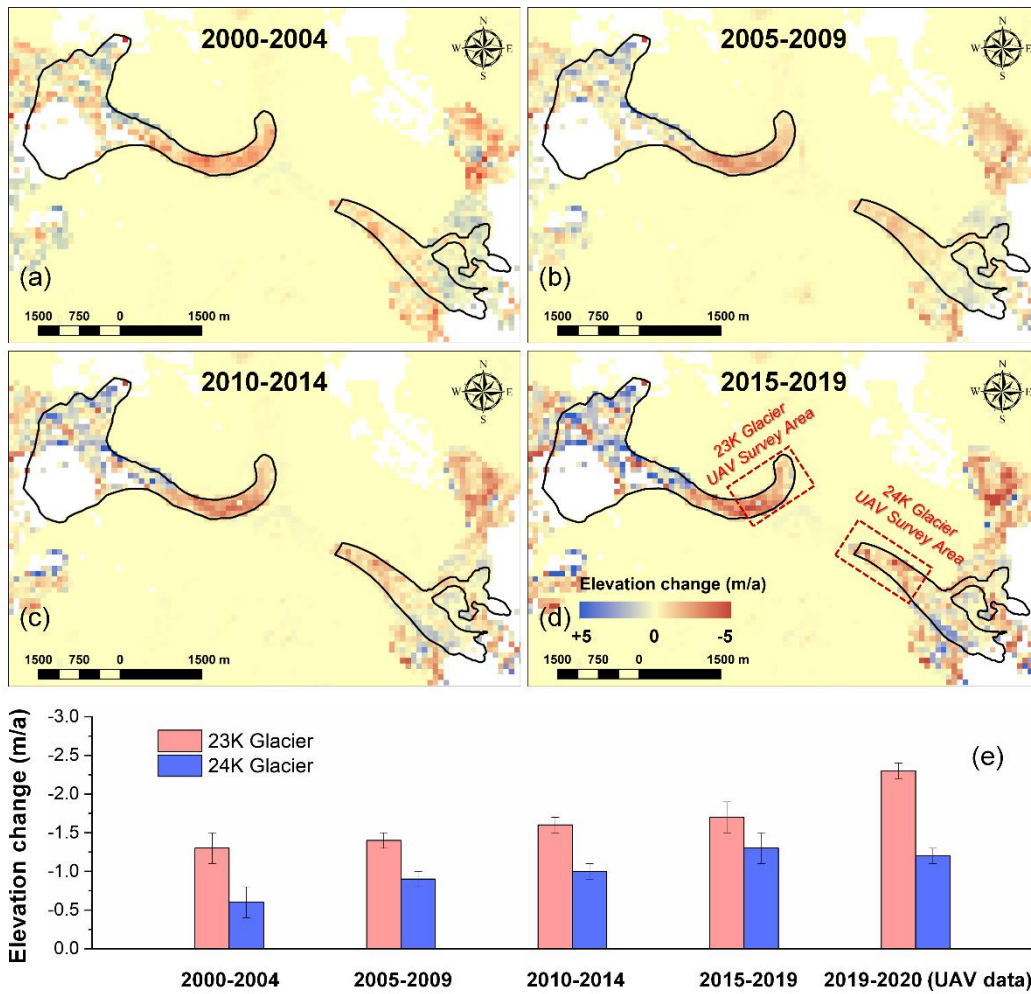 2000-2004
N
W E
S
(a)
1500 750 0 1500 m
2005-2009
N
W E
S
(b)
1500 750 0 1500 m
2010-2014
N
W E
S
(c)
1500 750 0 1500 m
2015-2019
N
W E
S
23K Glacier
UAV Survey Area
24K Glacier
UAV Survey Area
Elevation change (m/a)
+5 0 -5
(d)
1500 750 0 1500 m
Elevation change (m/a)
-3.0
-2.5
-2.0
-1.5
-1.0
-0.5
0.0
23K Glacier
24K Glacier
(e)
2000-2004 2005-2009 2010-2014 2015-2019 2019-2020 (UAV data)